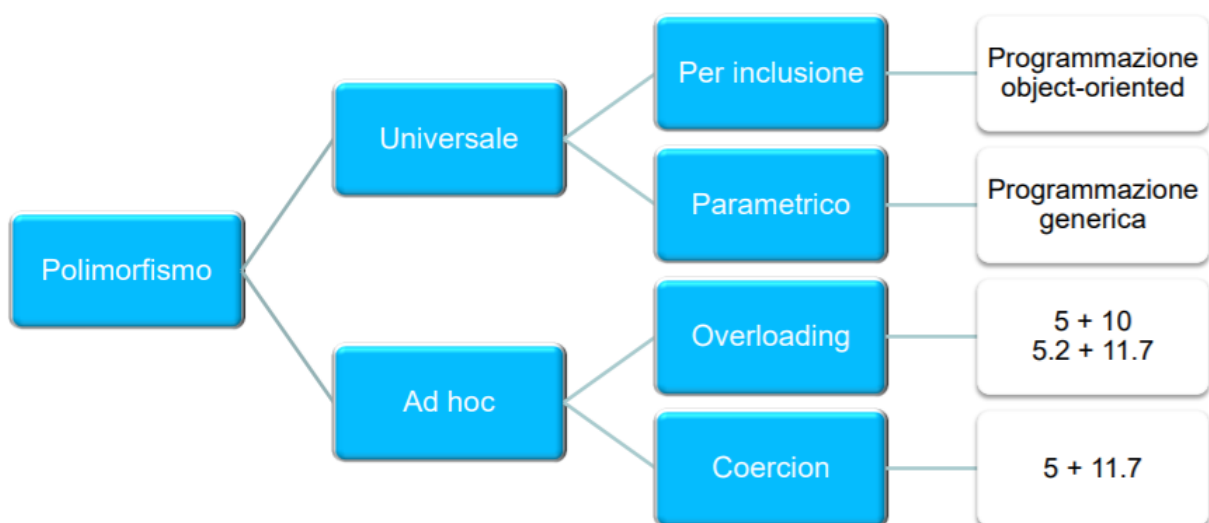 Polimorfismo
Universale
Per inclusione
Programmazione
object-oriented
Parametrico
Programmazione
generica
Ad hoc
Overloading
5 + 10
5.2 + 11.7
Coercion
5 + 11.7